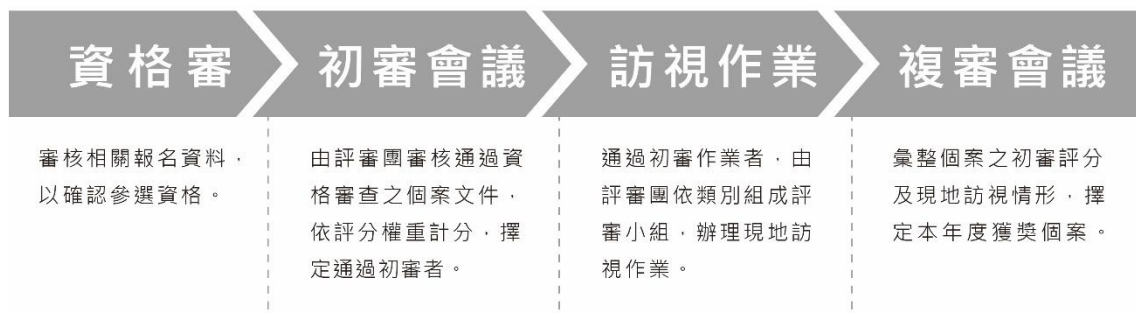 資格審
初審會議
訪視作業
複審會議
審核相關報名資料，
以確認參選資格。
由評審團審核通過資
格審查之個案文件，
依評分權重計分，擇
定通過初審者。
通過初審作業者，由
評審團依類別組成評
審小組，辦理現地訪
視作業。
彙整個案之初審評分
及現地訪視情形，擇
定本年度獲獎個案。